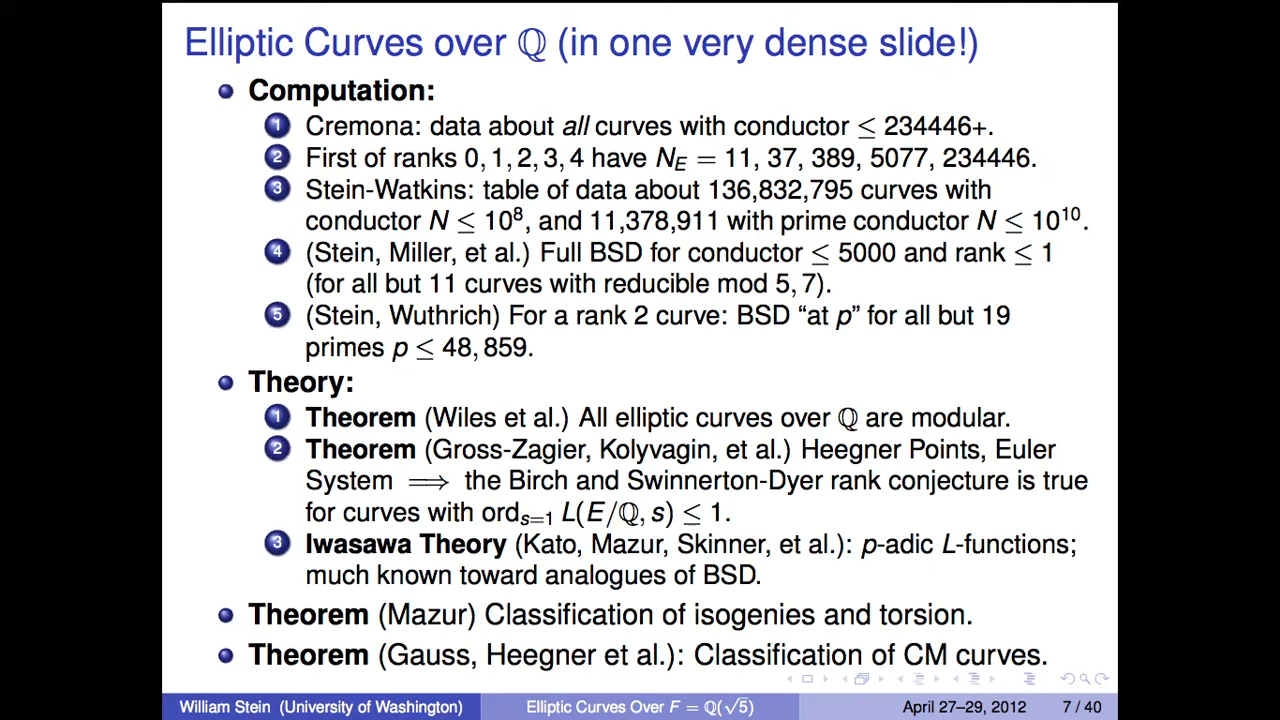 Elliptic Curves over ℚ (in one very dense slide!)
Computation:
1 Cremona: data about all curves with conductor ≤ 234446+.
2 First of ranks 0, 1, 2, 3, 4 have N_E = 11, 37, 389, 5077, 234446.
3 Stein-Watkins: table of data about 136,832,795 curves with
conductor N ≤ 10⁸, and 11,378,911 with prime conductor N ≤ 10¹⁰.
4 (Stein, Miller, et al.) Full BSD for conductor ≤ 5000 and rank ≤ 1
(for all but 11 curves with reducible mod 5, 7).
5 (Stein, Wuthrich) For a rank 2 curve: BSD “at p” for all but 19
primes p ≤ 48, 859.
Theory:
1 Theorem (Wiles et al.) All elliptic curves over ℚ are modular.
2 Theorem (Gross-Zagier, Kolyvagin, et al.) Heegner Points, Euler
System ⟹ the Birch and Swinnerton-Dyer rank conjecture is true
for curves with ord_{s=1} L(E/ℚ, s) ≤ 1.
3 Iwasawa Theory (Kato, Mazur, Skinner, et al.): p-adic L-functions;
much known toward analogues of BSD.
Theorem (Mazur) Classification of isogenies and torsion.
Theorem (Gauss, Heegner et al.): Classification of CM curves.
William Stein (University of Washington) Elliptic Curves Over F = ℚ(√5) April 27–29, 2012 7 / 40